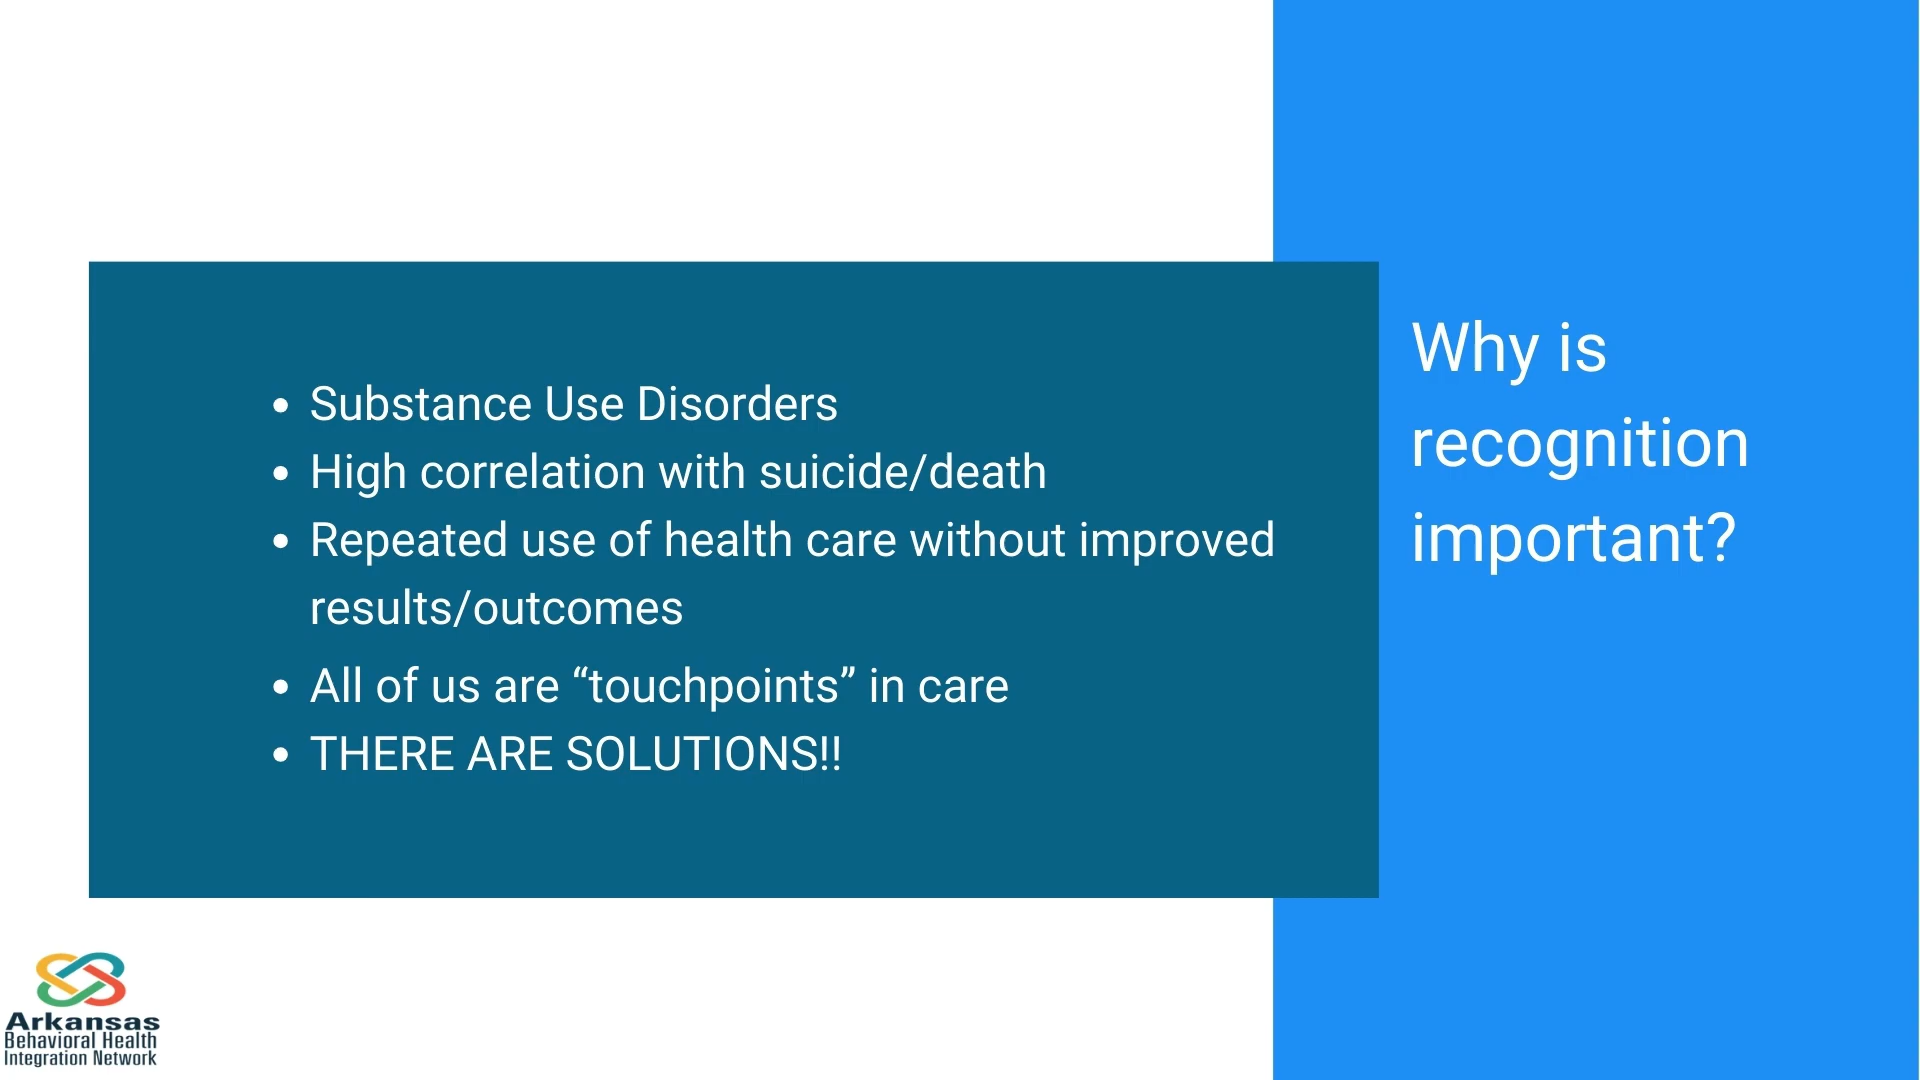 Why is
recognition
important?
• Substance Use Disorders
• High correlation with suicide/death
• Repeated use of health care without improved
results/outcomes
• All of us are “touchpoints” in care
• THERE ARE SOLUTIONS!!
Arkansas
Behavioral Health
Integration Network